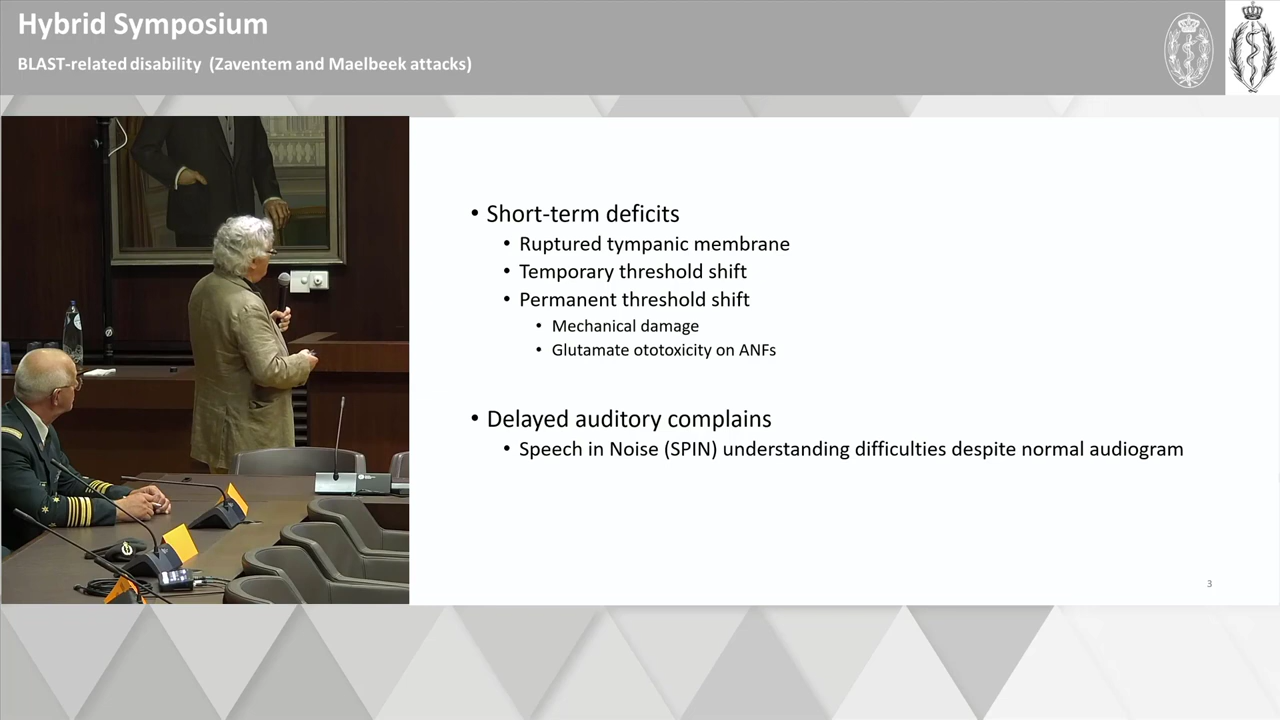 Hybrid Symposium
BLAST-related disability (Zaventem and Maelbeek attacks)
• Short-term deficits
• Ruptured tympanic membrane
• Temporary threshold shift
• Permanent threshold shift
• Mechanical damage
• Glutamate ototoxicity on ANFs
• Delayed auditory complains
• Speech in Noise (SPIN) understanding difficulties despite normal audiogram
3